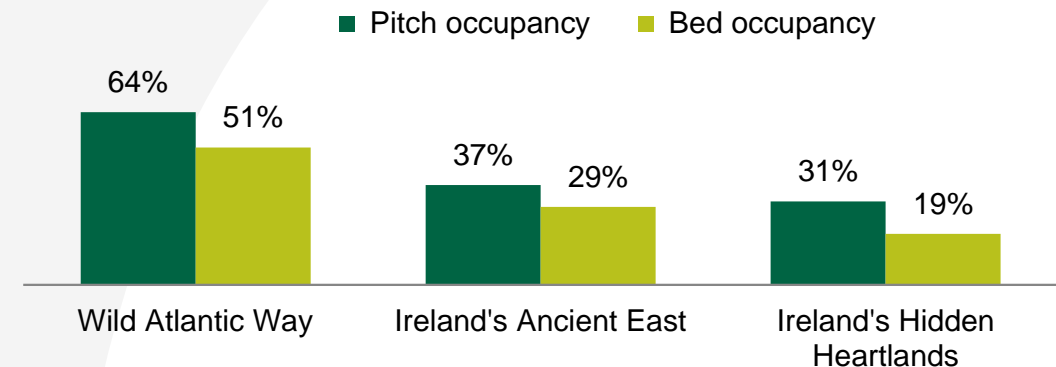 Pitch occupancy Bed occupancy
64%
51%
37%
29%
31%
19%
Wild Atlantic Way
Ireland's Ancient East
Ireland's Hidden
Heartlands